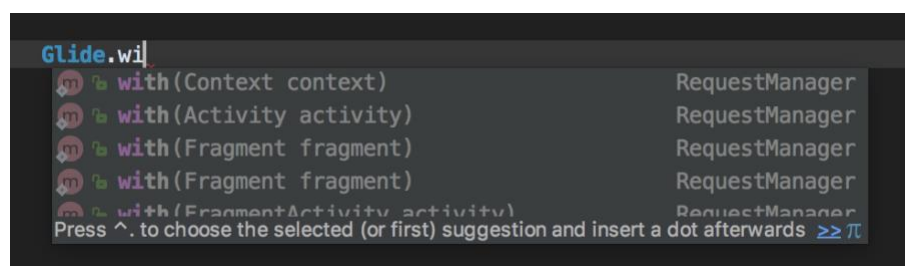 Glide.wi
m with(Context context) RequestManager
m with(Activity activity) RequestManager
m with(Fragment fragment) RequestManager
m with(Fragment fragment) RequestManager
m with(FragmentActivity activity) RequestManager
Press ^. to choose the selected (or first) suggestion and insert a dot afterwards >> π